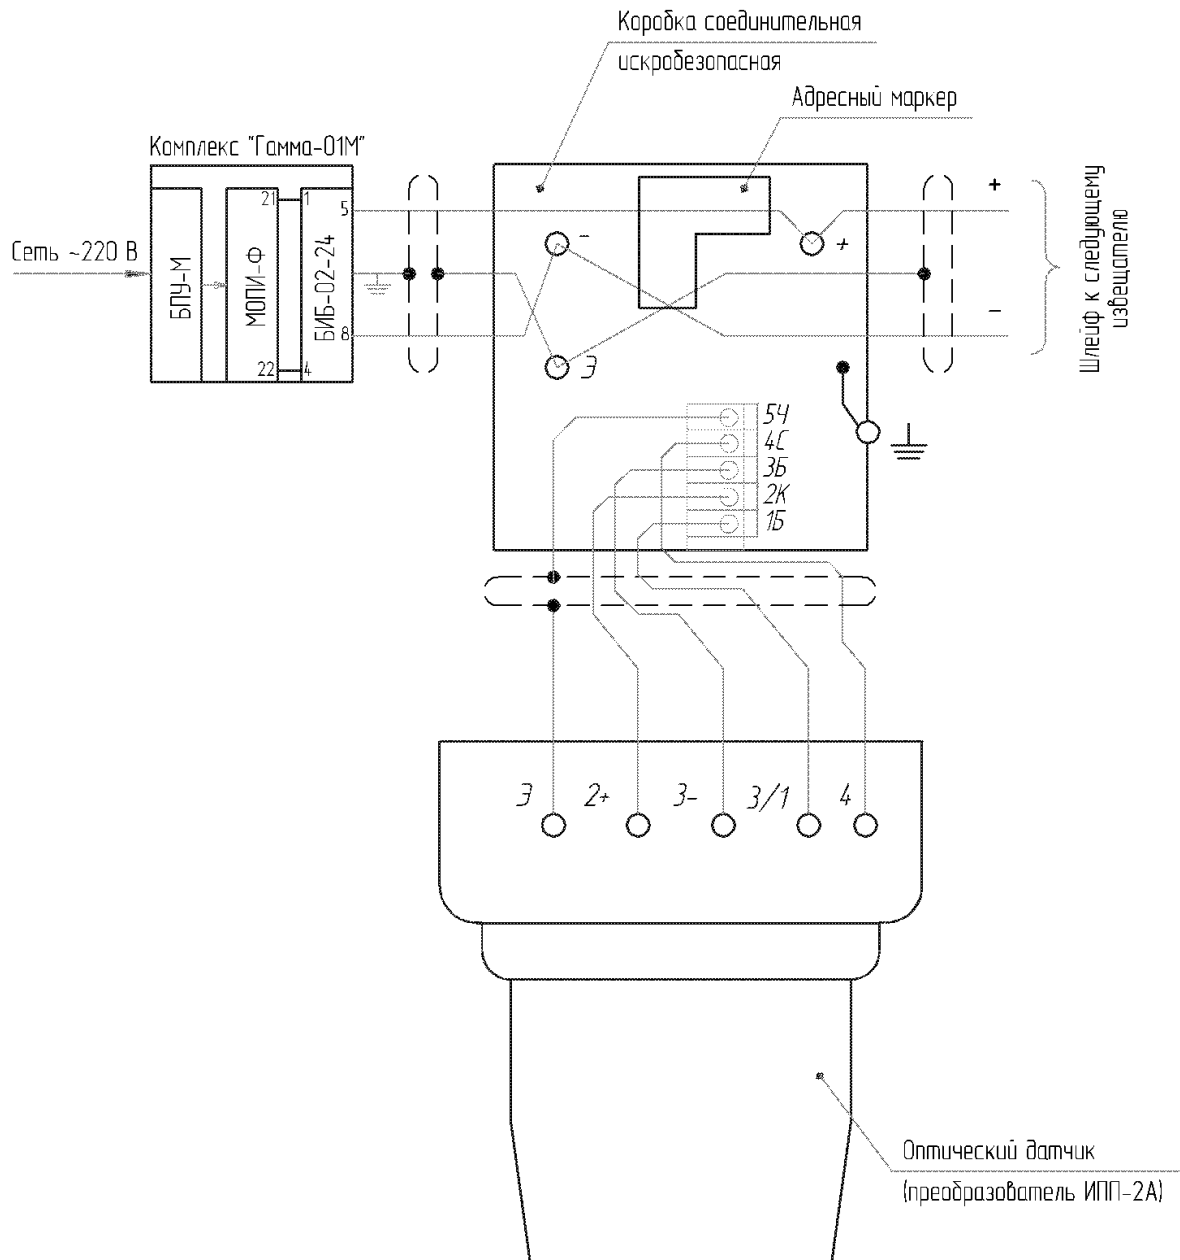 Коробка соединительная
искробезопасная
Адресный маркер
Комплекс "Гамма-01М"
Сеть ~220 В
БПУ-М
МОПИ-Ф
21
22
БИБ-02-24
1
4
5
8
-
+
Э
+
-
Шлейф к следующему
извещателю
5Ч
4С
3Б
2К
1Б
Э
2+
3-
3/1
4
Оптический датчик
(преобразователь ИПП-2А)